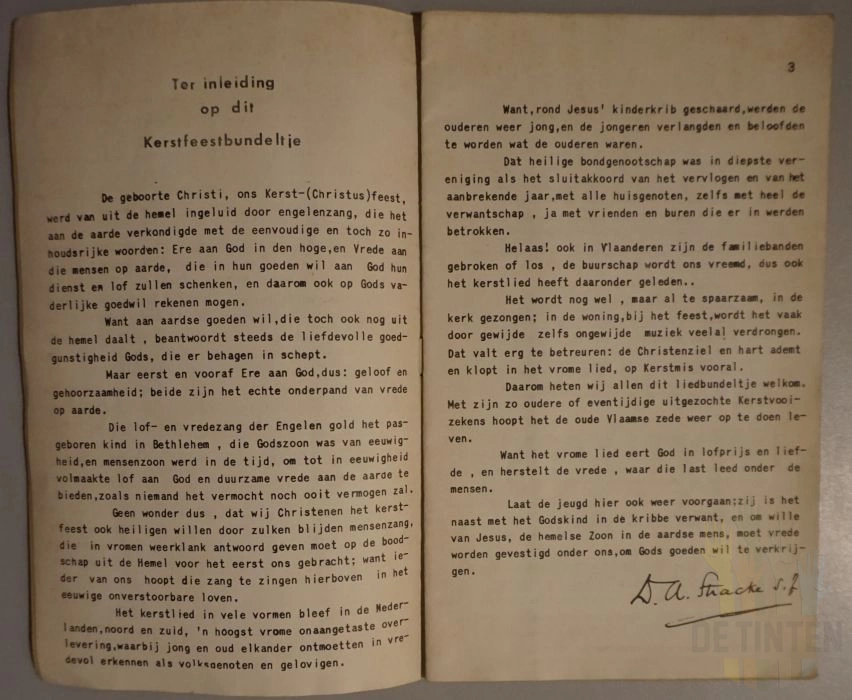 Ter inleiding
op dit
Kerstfeestbundeltje
De geboorte Christi, ons Kerst-(Christus)feest,
werd van uit de hemel ingeluid door engelenzang, die het
aan de aarde verkondigde met de eenvoudige en toch zo in-
houdsrijke woorden: Ere aan God in den hoge,en Vrede aan
die mensen op aarde, die in hun goeden wil aan God hun
dienst en lof zullen schenken, en daarom ook op Gods va-
derlijke goedwil rekenen mogen.
Want aan aardse goeden wil,die toch ook nog uit
de hemel daalt , beantwoordt steeds de liefdevolle goed-
gunstigheid Gods, die er behagen in schept.
Maar eerst en vooraf Ere aan God,dus: geloof en
gehoorzaamheid; beide zijn het echte onderpand van vrede
op aarde.
Die lof- en vredezang der Engelen gold het pas-
geboren kind in Bethlehem , die Godszoon was van eeuwig-
heid,en mensenzoon werd in de tijd, om tot in eeuwigheid
volmaakte lof aan God en duurzame vrede aan de aarde te
bieden,zoals niemand het vermocht noch ooit vermogen zal.
Geen wonder dus , dat wij Christenen het kerst-
feest ook heiligen willen door zulken blijden mensenzang,
die in vromen weerklank antwoord geven moet op de bood-
schap uit de Hemel voor het eerst ons gebracht; want ie-
der van ons hoopt die zang te zingen hierboven in het
eeuwige onverstoorbare loven.
Het kerstlied in vele vormen bleef in de Neder-
landen,noord en zuid, 'n hoogst vrome onaangetaste over-
levering,waarbij jong en oud elkander ontmoetten in vre-
devol erkennen als volksgenoten en gelovigen.
3
Want,rond Jesus' kinderkrib geschaard,werden de
ouderen weer jong,en de jongeren verlangden en beloofden
te worden wat de ouderen waren.
Dat heilige bondgenootschap was in diepste ver-
eniging als het sluitakkoord van het vervlogen en van het
aanbrekende jaar,met alle huisgenoten, zelfs met heel de
verwantschap , ja met vrienden en buren die er in werden
betrokken.
Helaas! ook in Vlaanderen zijn de familiebanden
gebroken of los , de buurschap wordt ons vreemd, dus ook
het kerstlied heeft daaronder geleden..
Het wordt nog wel , maar al te spaarzaam, in de
kerk gezongen; in de woning,bij het feest,wordt het vaak
door gewijde zelfs ongewijde muziek veelal verdrongen.
Dat valt erg te betreuren: de Christenziel en hart ademt
en klopt in het vrome lied, op Kerstmis vooral.
Daarom heten wij allen dit liedbundeltje welkom.
Met zijn zo oudere of eventijdige uitgezochte Kerstvooi-
zekens hoopt het de oude Vlaamse zede weer op te doen le-
ven.
Want het vrome lied eert God in lofprijs en lief-
de , en herstelt de vrede , waar die last leed onder de
mensen.
Laat de jeugd hier ook weer voorgaan;zij is het
naast met het Godskind in de kribbe verwant, en om wille
van Jesus, de hemelse Zoon in de aardse mens, moet vrede
worden gevestigd onder ons,om Gods goeden wil te verkrij-
gen.
D. A. Stracke S.J
DE TINTEN